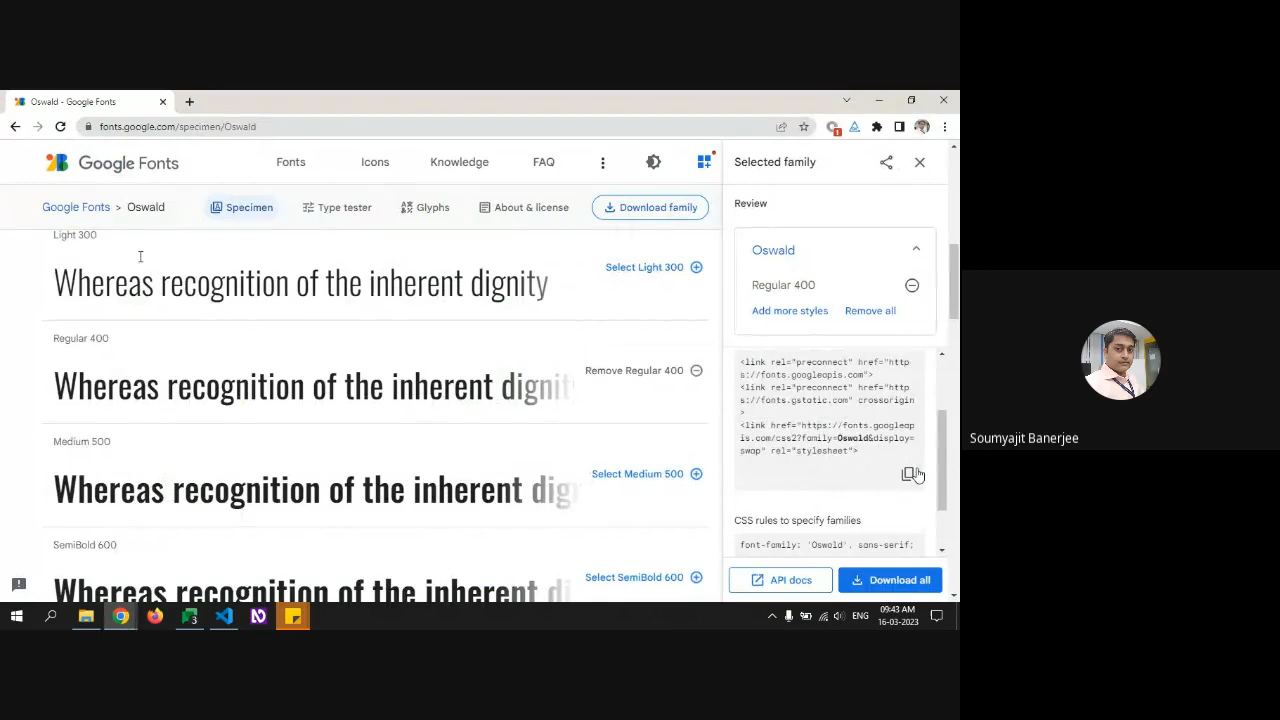 Oswald - Google Fonts
fonts.google.com/specimen/Oswald
Google Fonts
Fonts
Icons
Knowledge
FAQ
Selected family
Google Fonts > Oswald
Specimen
Type tester
Glyphs
About & license
Download family
Review
Light 300
Whereas recognition of the inherent dignity
Select Light 300
Regular 400
Whereas recognition of the inherent dignity
Remove Regular 400
Medium 500
Whereas recognition of the inherent dig
Select Medium 500
SemiBold 600
Whereas recognition of the inherent di
Select SemiBold 600
Oswald
Regular 400
Add more styles
Remove all
<link rel="preconnect" href="http
s://fonts.googleapis.com">
<link rel="preconnect" href="http
s://fonts.gstatic.com" crossorigin
>
<link href="https://fonts.googleap
is.com/css2?family=Oswald&display=
swap" rel="stylesheet">
CSS rules to specify families
font-family: 'Oswald', sans-serif;
API docs
Download all
ENG
09:43 AM
16-03-2023
Soumyajit Banerjee